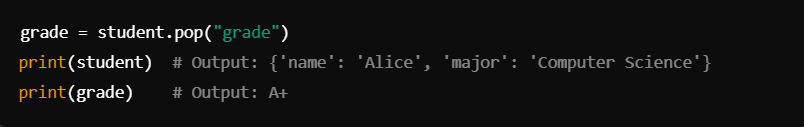 grade = student.pop("grade")
print(student)  # Output: {'name': 'Alice', 'major': 'Computer Science'}
print(grade)    # Output: A+